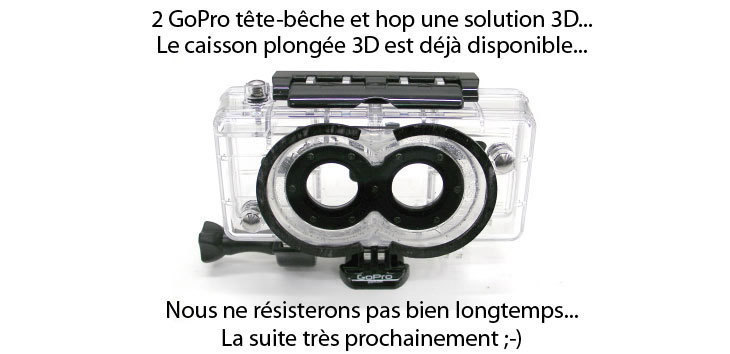 2 GoPro tête-bêche et hop une solution 3D...
Le caisson plongée 3D est déjà disponible...
GoPro
Nous ne résisterons pas bien longtemps...
La suite très prochainement ;-)